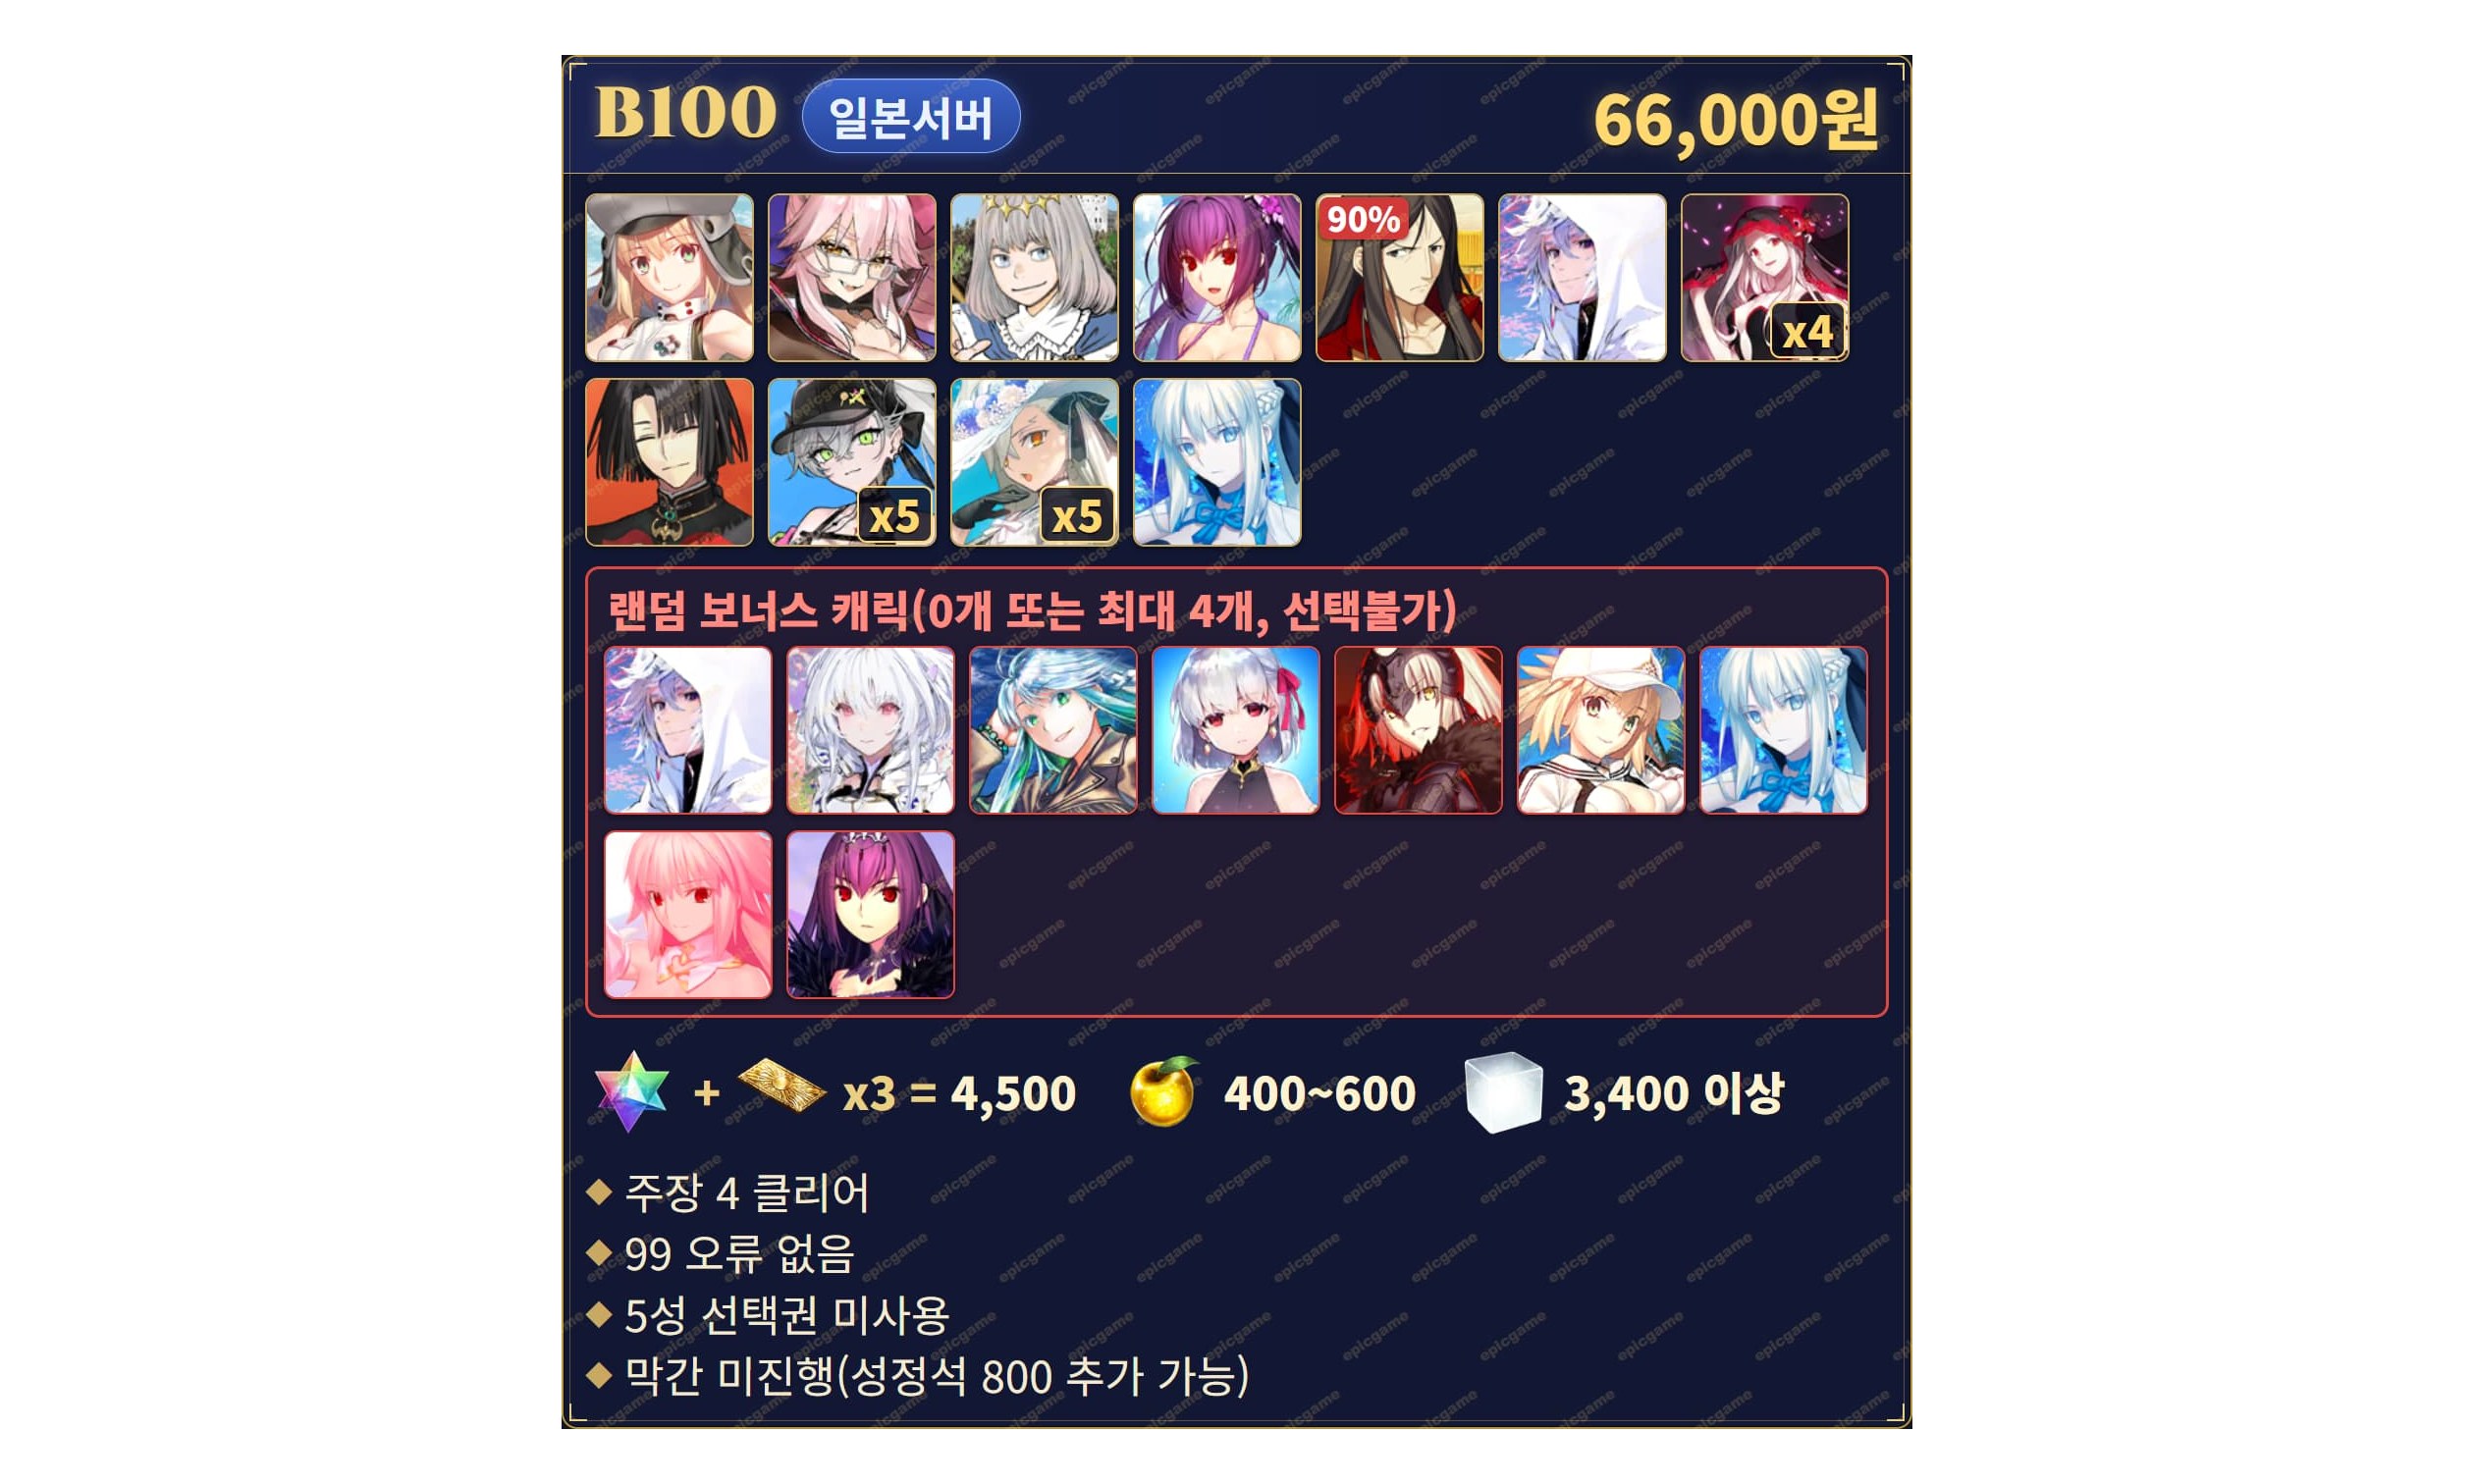 B100 일본서버 66,000원
90%
x4
x5 x5
랜덤 보너스 캐릭(0개 또는 최대 4개, 선택불가)
+ x3 = 4,500 400~600 3,400 이상
주장 4 클리어
99 오류 없음
5성 선택권 미사용
막간 미진행(성정석 800 추가 가능)
epicgame